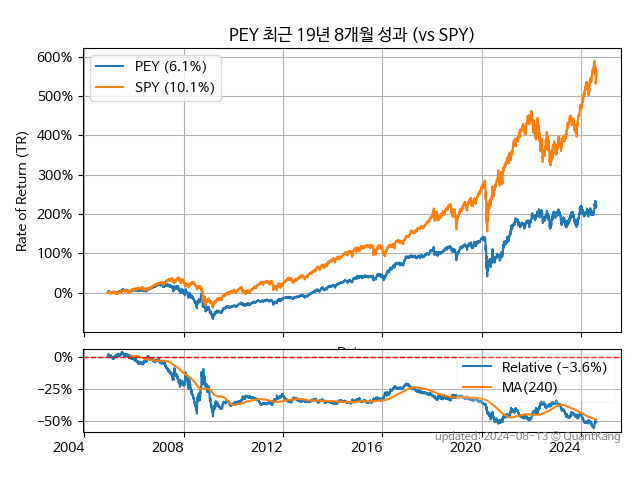 PEY 최근 19년 8개월 성과 (vs SPY)
Rate of Return (TR)
600%
500%
400%
300%
200%
100%
0%
PEY (6.1%)
SPY (10.1%)
2004
2008
2012
2016
2020
2024
0%
−25%
−50%
Relative (−3.6%)
MA(240)
updated: 2024-08-13 © QuantKang